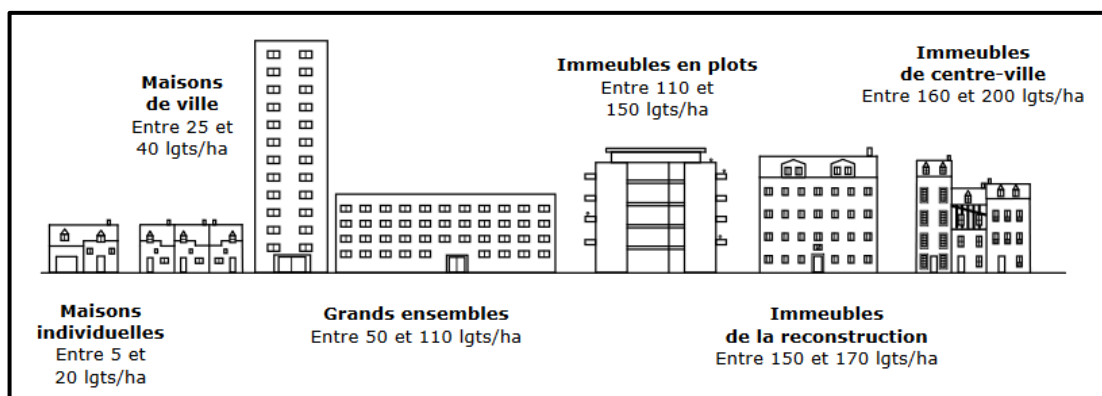 Maisons
de ville
Entre 25 et
40 lgts/ha
Immeubles en plots
Entre 110 et
150 lgts/ha
Immeubles
de centre-ville
Entre 160 et 200 lgts/ha
Maisons
individuelles
Entre 5 et
20 lgts/ha
Grands ensembles
Entre 50 et 110 lgts/ha
Immeubles
de la reconstruction
Entre 150 et 170 lgts/ha